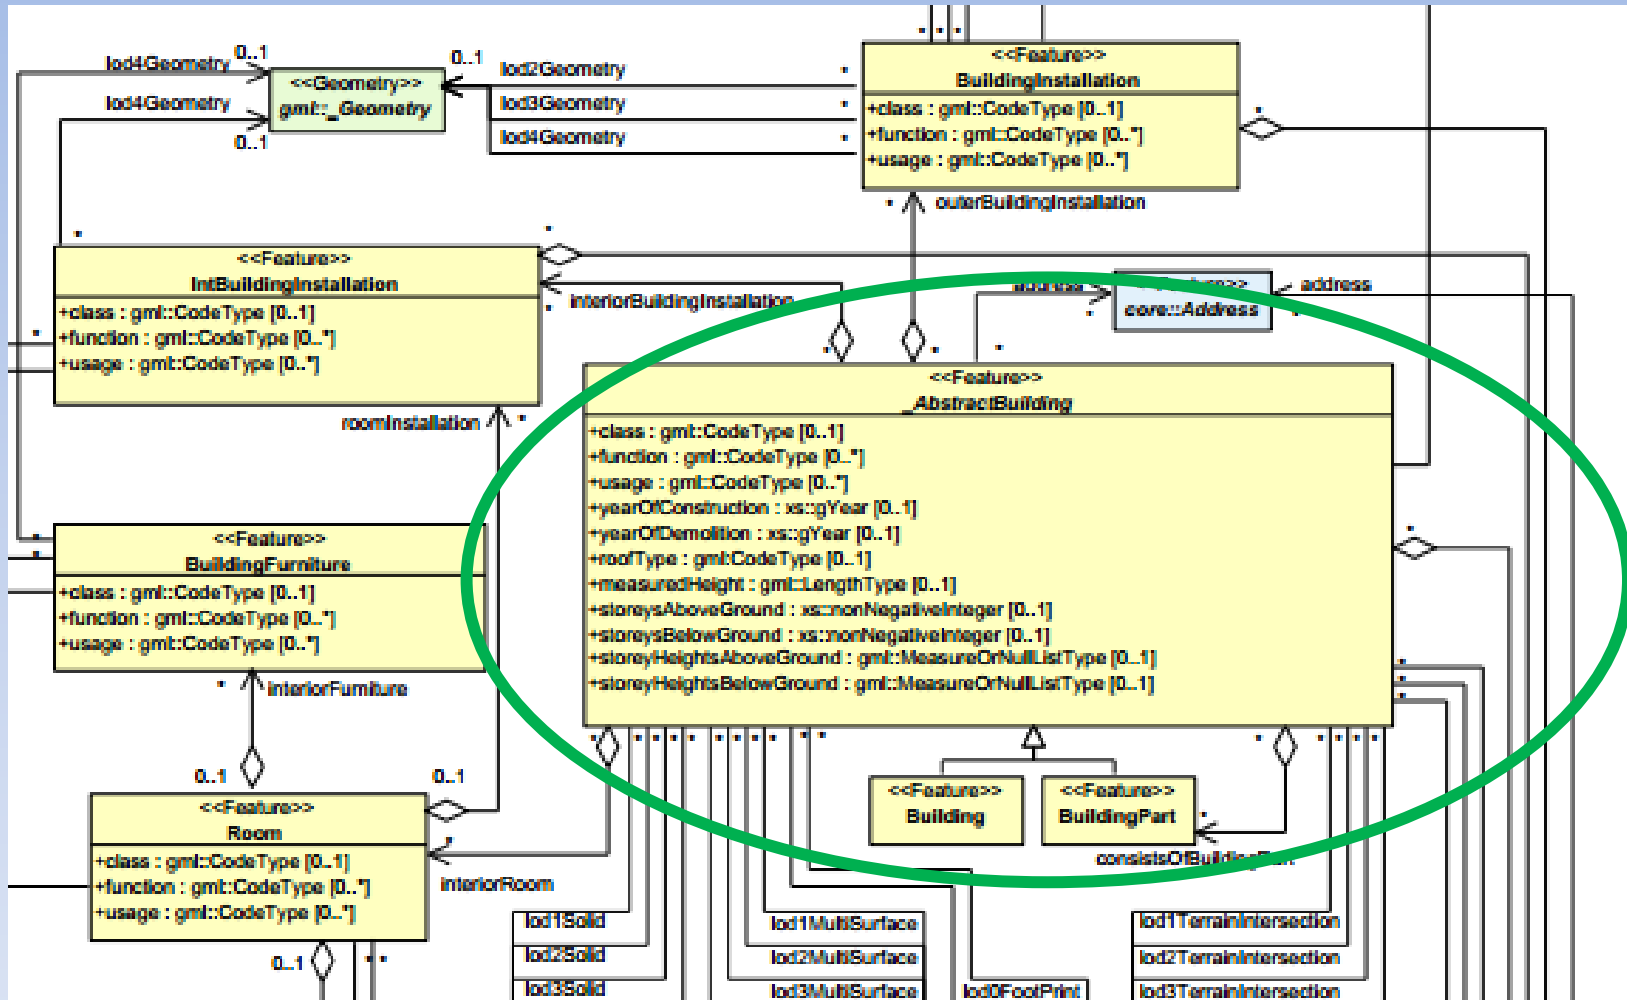 lod4Geometry
0..1
<<Geometry>>
gml::_Geometry
lod4Geometry
0..1
0..1
lod2Geometry
*
lod3Geometry
*
lod4Geometry
*
* * *
<<Feature>>
BuildingInstallation
+class : gml::CodeType [0..1]
+function : gml::CodeType [0..*]
+usage : gml::CodeType [0..*]
*
* outerBuildingInstallation
*
*
<<Feature>>
IntBuildingInstallation
+class : gml::CodeType [0..1]
+function : gml::CodeType [0..*]
+usage : gml::CodeType [0..*]
*
interiorBuildingInstallation
*
*
*
address
*
<<Feature>>
core::Address
address
*
*
roomInstallation *
<<Feature>>
_AbstractBuilding
+class : gml::CodeType [0..1]
+function : gml::CodeType [0..*]
+usage : gml::CodeType [0..*]
+yearOfConstruction : xs::gYear [0..1]
+yearOfDemolition : xs::gYear [0..1]
+roofType : gml:CodeType [0..1]
+measuredHeight : gml::LengthType [0..1]
+storeysAboveGround : xs::nonNegativeInteger [0..1]
+storeysBelowGround : xs::nonNegativeInteger [0..1]
+storeyHeightsAboveGround : gml::MeasureOrNullListType [0..1]
+storeyHeightsBelowGround : gml::MeasureOrNullListType [0..1]
*
*
*
*
*
*
<<Feature>>
BuildingFurniture
+class : gml::CodeType [0..1]
+function : gml::CodeType [0..*]
+usage : gml::CodeType [0..*]
* interiorFurniture
0..1
0..1
<<Feature>>
Room
+class : gml::CodeType [0..1]
+function : gml::CodeType [0..*]
+usage : gml::CodeType [0..*]
*
interiorRoom
0..1
* *
* * * * * * * * * * *
* * * * *
<<Feature>>
Building
<<Feature>>
BuildingPart
*
consistsOfBuildingPart
lod1Solid
lod2Solid
lod3Solid
lod1MultiSurface
lod2MultiSurface
lod3MultiSurface
lod0FootPrint
lod1TerrainIntersection
lod2TerrainIntersection
lod3TerrainIntersection